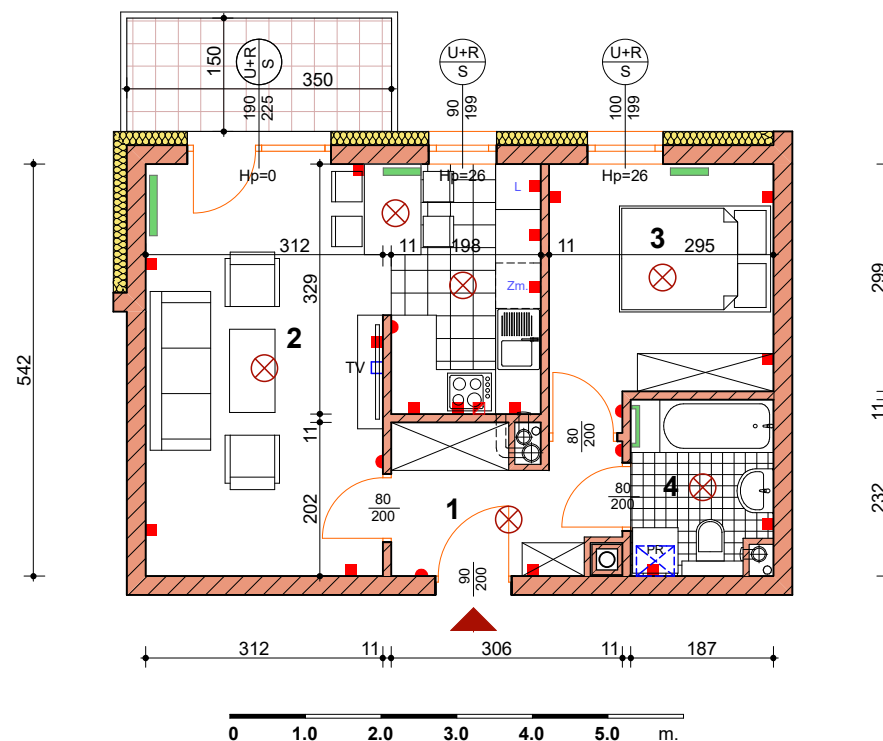 U+R
S
U+R
S
U+R
S
150
350
190
225
90
199
100
199
Hp=0
Hp=26
Hp=26
L
3
312
11
198
11
295
329
Zm.
299
542
2
TV
11
11
80
200
202
80
200
1
80
200
4
232
PR
90
200
312
11
306
11
187
0 1.0 2.0 3.0 4.0 5.0 m.